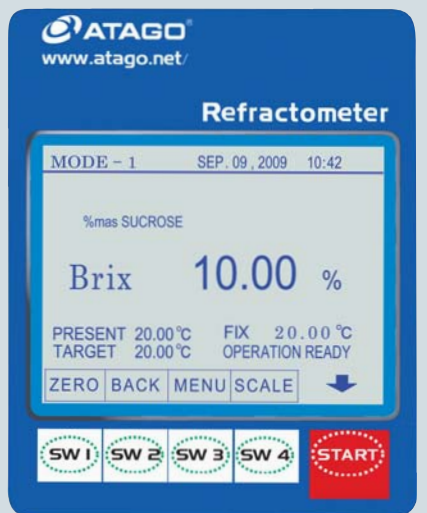 ATAGO®
www.atago.net/
Refractometer
MODE - 1 SEP. 09 , 2009 10:42
%mas SUCROSE
Brix 10.00 %
PRESENT 20.00 °C FIX 20.00 °C
TARGET 20.00 °C OPERATION READY
ZERO BACK MENU SCALE
SW 1 SW 2 SW 3 SW 4 START